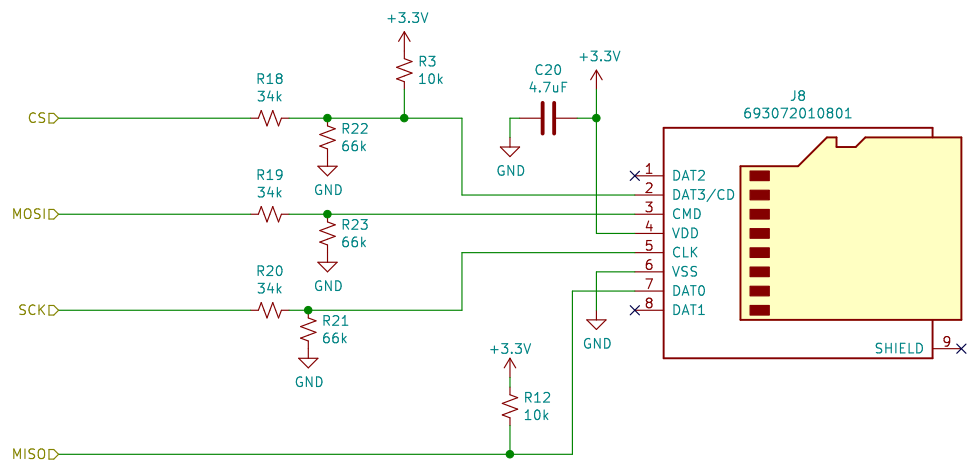 +3.3V
R3
10k
+3.3V
C20
4.7uF
GND
R18
34k
CS
R22
66k
GND
R19
34k
MOSI
R23
66k
GND
R20
34k
SCK
R21
66k
GND
+3.3V
R12
10k
MISO
J8
693072010801
1 DAT2
2 DAT3/CD
3 CMD
4 VDD
5 CLK
6 VSS
7 DAT0
8 DAT1
GND
SHIELD 9